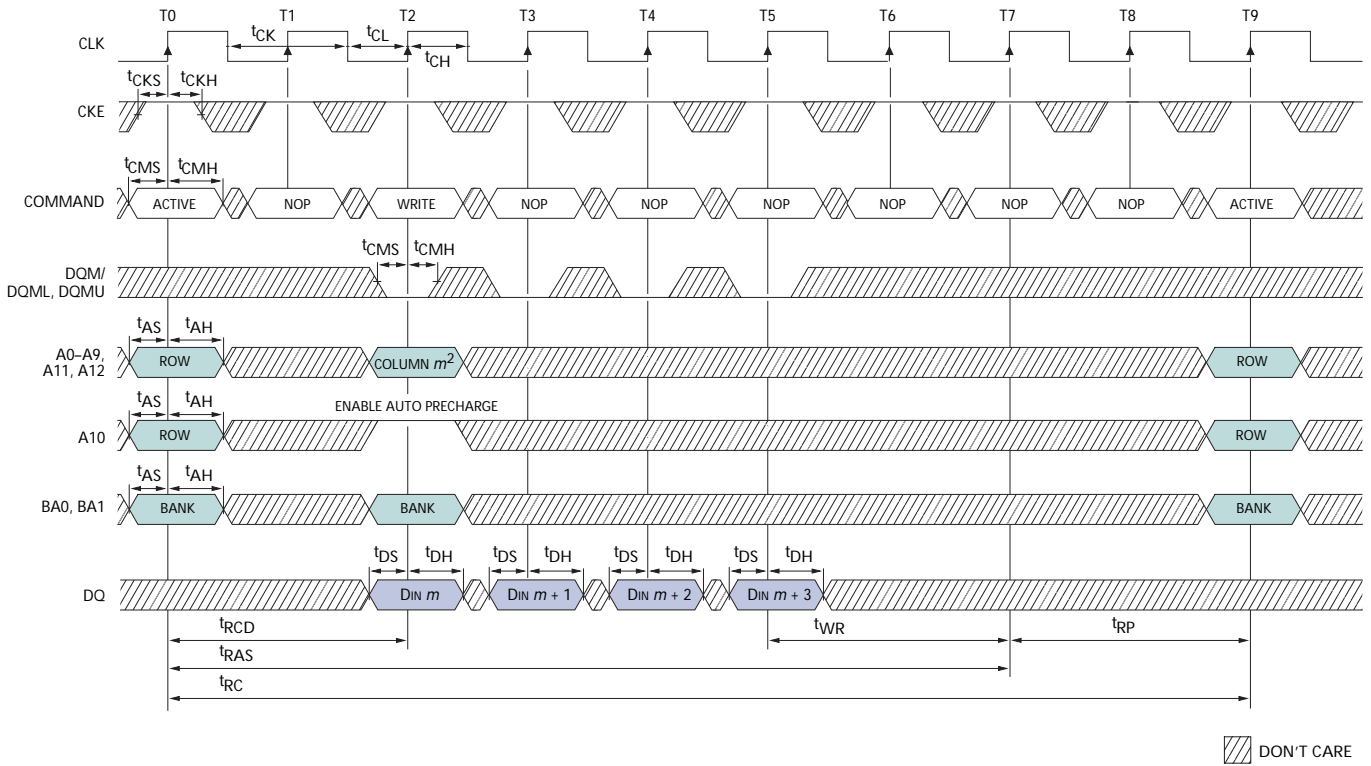 T0 T1 T2 T3 T4 T5 T6 T7 T8 T9
CLK
tCK tCL
tCH
tCKS tCKH
CKE
tCMS tCMH
COMMAND ACTIVE NOP WRITE NOP NOP NOP NOP NOP NOP ACTIVE
tCMS tCMH
DQM/
DQML, DQMU
tAS tAH
A0–A9,
A11, A12
ROW COLUMN m2 ROW
tAS tAH
ENABLE AUTO PRECHARGE
A10 ROW ROW
tAS tAH
BA0, BA1 BANK BANK BANK
tDS tDH tDS tDH tDS tDH tDS tDH
DQ DIN m DIN m + 1 DIN m + 2 DIN m + 3
tRCD tWR tRP
tRAS
tRC
DON'T CARE